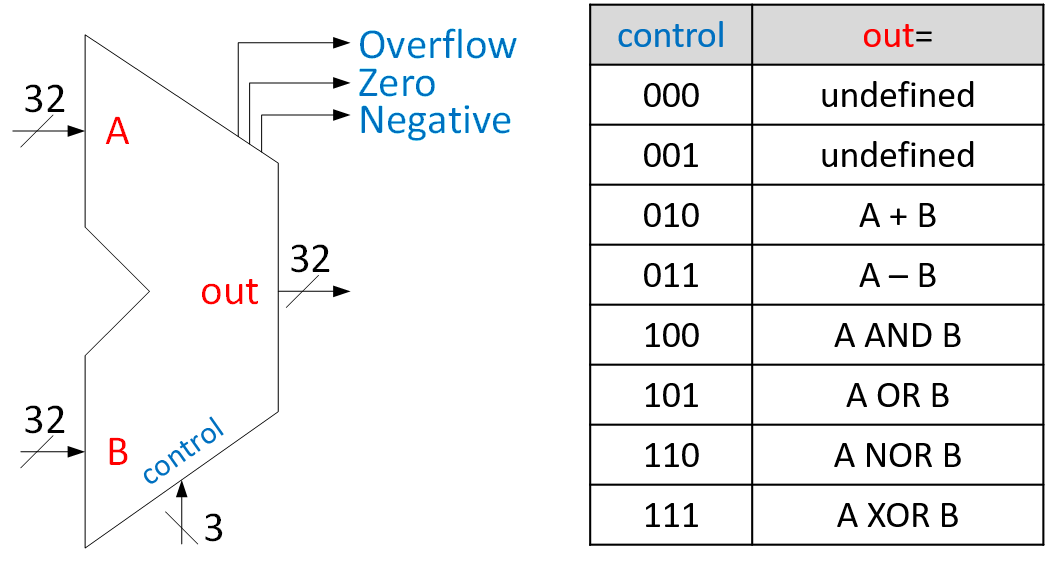 Overflow
Zero
Negative
32
A
32
out
32
B
control
3
control out=
000 undefined
001 undefined
010 A + B
011 A – B
100 A AND B
101 A OR B
110 A NOR B
111 A XOR B